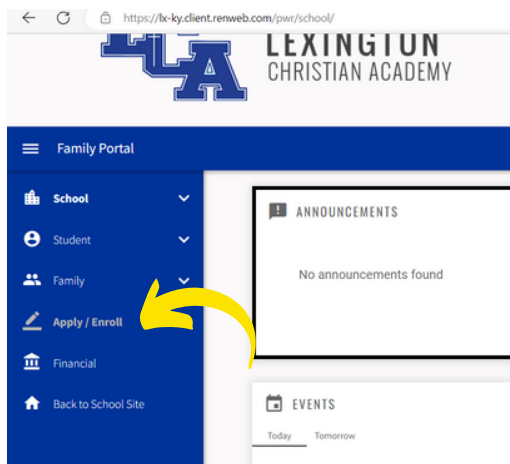 https://lx-ky.client.renweb.com/pwr/school/
LCA
LEXINGTON
CHRISTIAN ACADEMY
Family Portal
School
Student
Family
Apply / Enroll
Financial
Back to School Site
ANNOUNCEMENTS
No announcements found
EVENTS
Today Tomorrow